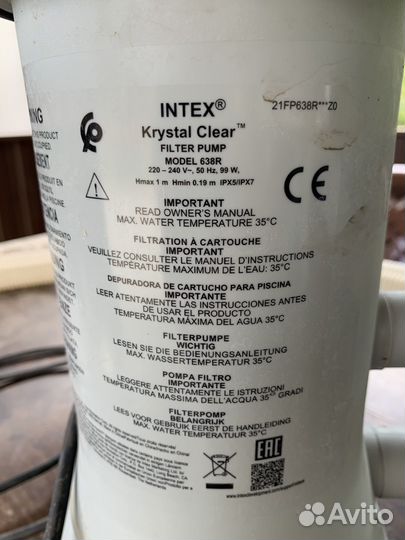 INTEX®
21FP638R***Z0
Krystal Clear™
FILTER PUMP
MODEL 638R
220 – 240 V~, 50 Hz, 99 W,
Hmax 1 m Hmin 0.19 m IPX5/IPX7
CE
IMPORTANT
READ OWNER'S MANUAL
MAX. WATER TEMPERATURE 35°C
FILTRATION À CARTOUCHE
IMPORTANT
VEUILLEZ CONSULTER LE MANUEL D'INSTRUCTIONS
TEMPÉRATURE MAXIMUM DE L'EAU: 35°C
DEPURADORA DE CARTUCHO PARA PISCINA
IMPORTANTE
LEER ATENTAMENTE LAS INSTRUCCIONES ANTES
DE USAR EL PRODUCTO
TEMPERATURA MÁXIMA DEL AGUA 35°C
FILTERPUMPE
WICHTIG
LESEN SIE DIE BEDIENUNGSANLEITUNG
MAX. WASSERTEMPERATUR 35°C
POMPA FILTRO
IMPORTANTE
LEGGERE ATTENTAMENTE LE ISTRUZIONI
TEMPERATURA MASSIMA DELL'ACQUA 35° GRADI
FILTERPOMP
BELANGRIJK
LEES VOOR GEBRUIK EERST DE HANDLEIDING
MAX. WATER TEMPERATUUR 35°C
EAC
Avito